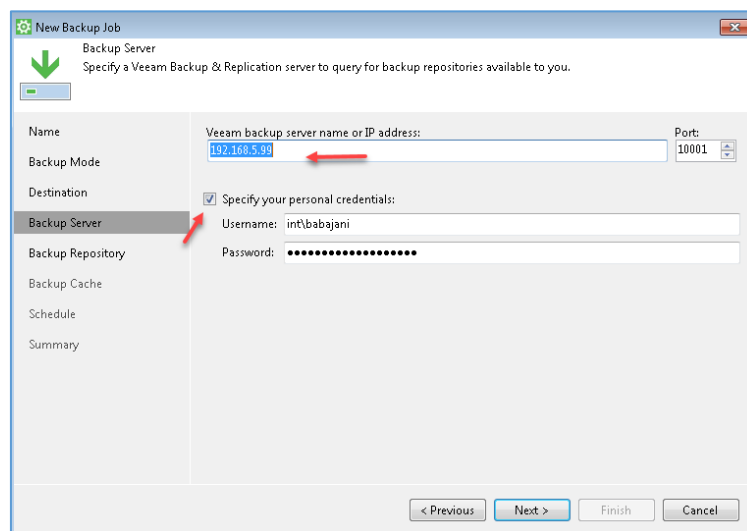 New Backup Job
Backup Server
Specify a Veeam Backup & Replication server to query for backup repositories available to you.
Name
Backup Mode
Destination
Backup Server
Backup Repository
Backup Cache
Schedule
Summary
Veeam backup server name or IP address:
Port:
192.168.5.99
10001
Specify your personal credentials:
Username: int\babajani
Password: ●●●●●●●●●●●●●●●●●●●
< Previous
Next >
Finish
Cancel